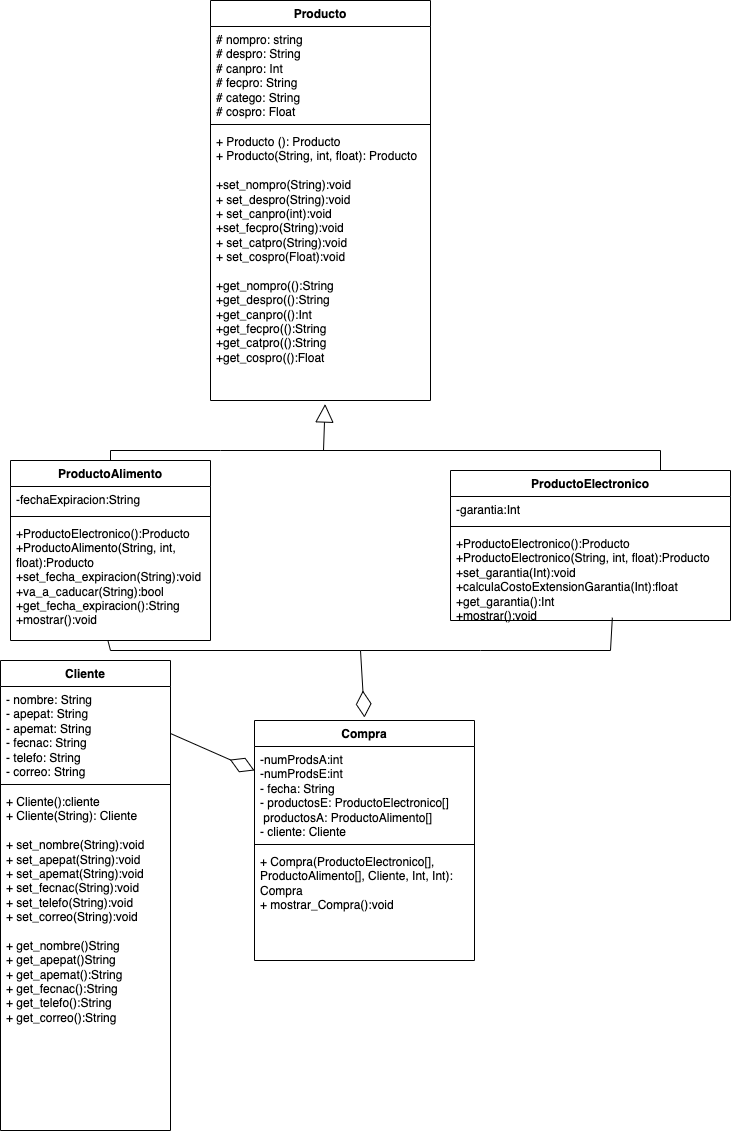 Producto
# nompro: string
# despro: String
# canpro: Int
# fecpro: String
# catego: String
# cospro: Float
+ Producto (): Producto
+ Producto(String, int, float): Producto
+set_nompro(String):void
+ set_despro(String):void
+ set_canpro(int):void
+set_fecpro(String):void
+ set_catpro(String):void
+ set_cospro(Float):void
+get_nompro(():String
+get_despro(():String
+get_canpro(():Int
+get_fecpro(():String
+get_catpro(():String
+get_cospro(():Float
ProductoAlimento
-fechaExpiracion:String
+ProductoElectronico():Producto
+ProductoAlimento(String, int,
float):Producto
+set_fecha_expiracion(String):void
+va_a_caducar(String):bool
+get_fecha_expiracion():String
+mostrar():void
ProductoElectronico
-garantia:Int
+ProductoElectronico():Producto
+ProductoElectronico(String, int, float):Producto
+set_garantia(Int):void
+calculaCostoExtensionGarantia(Int):float
+get_garantia():Int
+mostrar():void
Cliente
- nombre: String
- apepat: String
- apemat: String
- fecnac: String
- telefo: String
- correo: String
+ Cliente():cliente
+ Cliente(String): Cliente
+ set_nombre(String):void
+ set_apepat(String):void
+ set_apemat(String):void
+ set_fecnac(String):void
+ set_telefo(String):void
+ set_correo(String):void
+ get_nombre()String
+ get_apepat()String
+ get_apemat():String
+ get_fecnac():String
+ get_telefo():String
+ get_correo():String
Compra
-numProdsA:int
-numProdsE:int
- fecha: String
- productosE: ProductoElectronico[]
productosA: ProductoAlimento[]
- cliente: Cliente
+ Compra(ProductoElectronico[],
ProductoAlimento[], Cliente, Int, Int):
Compra
+ mostrar_Compra():void